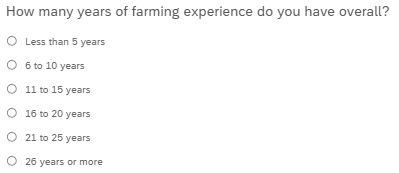 How many years of farming experience do you have overall?
Less than 5 years
6 to 10 years
11 to 15 years
16 to 20 years
21 to 25 years
26 years or more